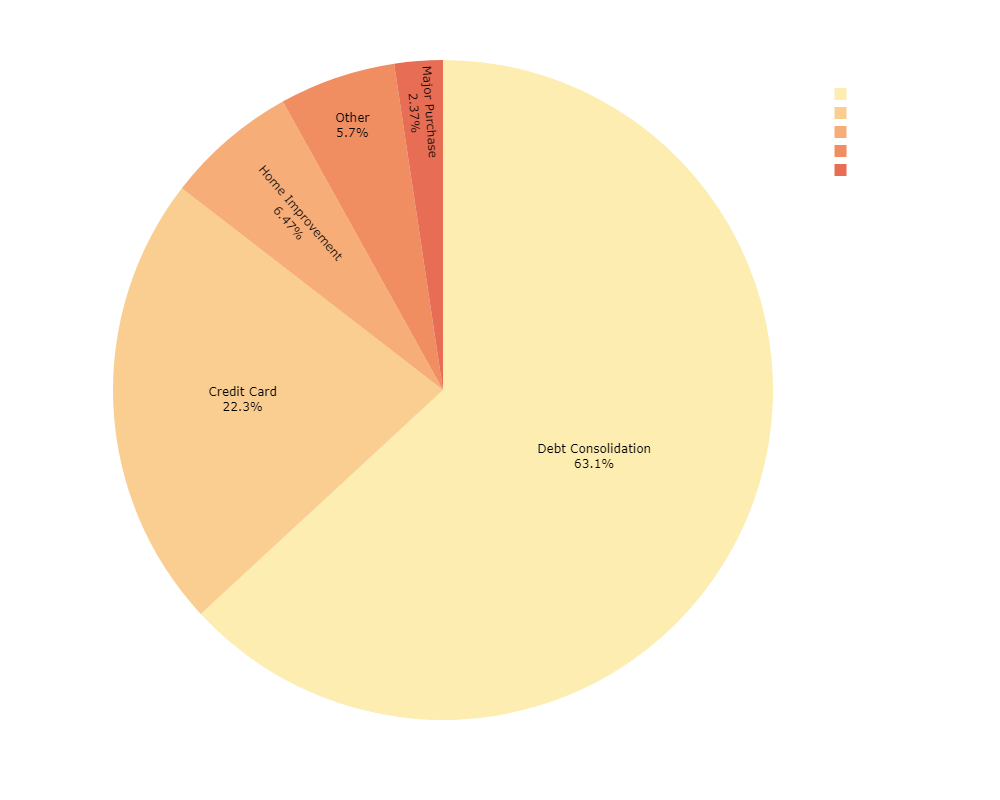 Major Purchase
2.37%
Other
5.7%
Home Improvement
6.47%
Credit Card
22.3%
Debt Consolidation
63.1%